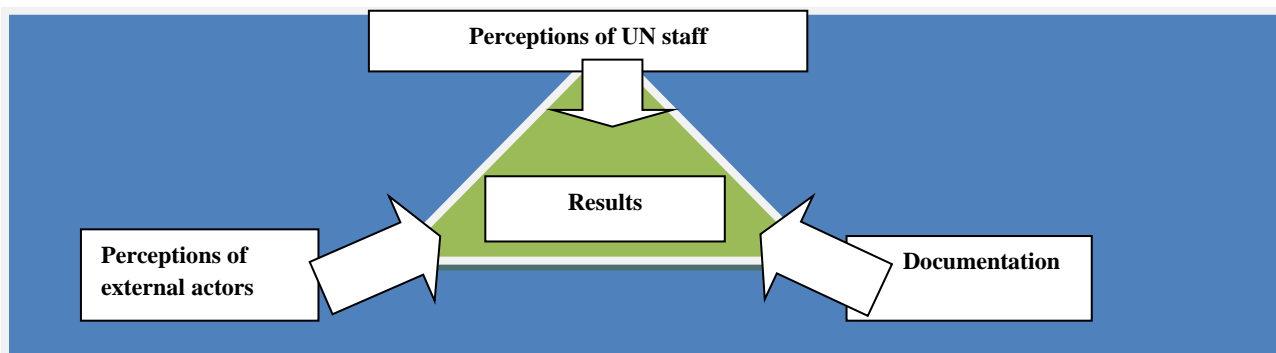 Perceptions of UN staff
Results
Perceptions of
external actors
Documentation